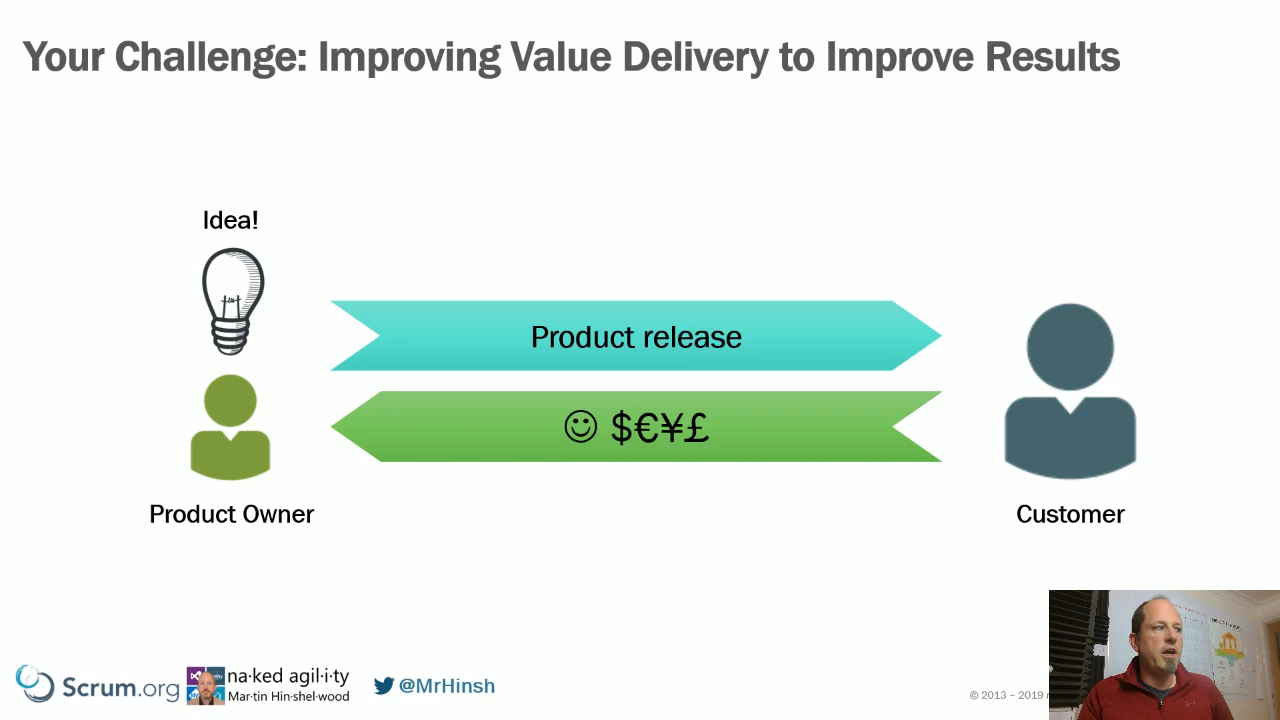 Your Challenge: Improving Value Delivery to Improve Results
Idea!
Product release
☺ $€¥£
Product Owner
Customer
Scrum.org
na·ked agil·i·ty
Mar·tin Hin·shel·wood
@MrHinsh
© 2013 – 2019